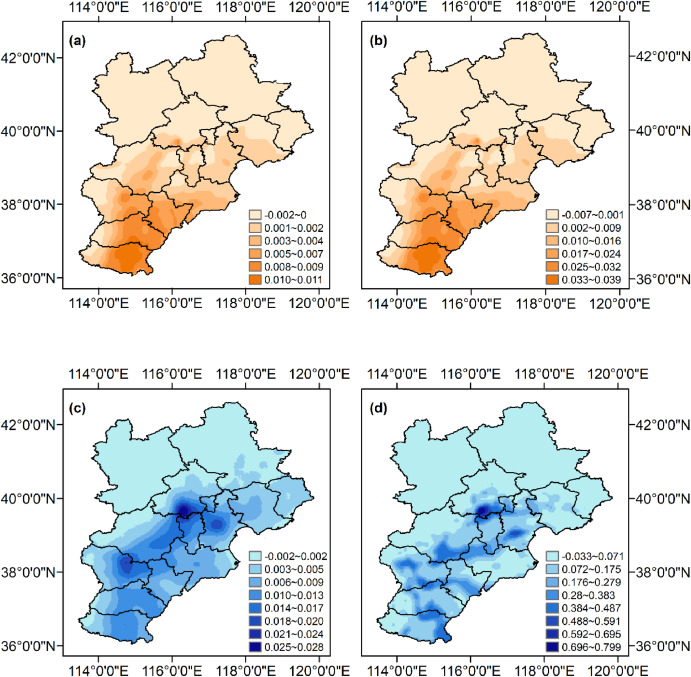 114°0'0"E 116°0'0"E 118°0'0"E 120°0'0"E
114°0'0"E 116°0'0"E 118°0'0"E 120°0'0"E
(a)
(b)
42°0'0"N
42°0'0"N
40°0'0"N
40°0'0"N
38°0'0"N
38°0'0"N
36°0'0"N
36°0'0"N
-0.002~0
0.001~0.002
0.003~0.004
0.005~0.007
0.008~0.009
0.010~0.011
-0.007~0.001
0.002~0.009
0.010~0.016
0.017~0.024
0.025~0.032
0.033~0.039
114°0'0"E 116°0'0"E 118°0'0"E 120°0'0"E
114°0'0"E 116°0'0"E 118°0'0"E 120°0'0"E
114°0'0"E 116°0'0"E 118°0'0"E 120°0'0"E
114°0'0"E 116°0'0"E 118°0'0"E 120°0'0"E
(c)
(d)
42°0'0"N
42°0'0"N
40°0'0"N
40°0'0"N
38°0'0"N
38°0'0"N
36°0'0"N
36°0'0"N
-0.002~0.002
0.003~0.005
0.006~0.009
0.010~0.013
0.014~0.017
0.018~0.020
0.021~0.024
0.025~0.028
-0.033~0.071
0.072~0.175
0.176~0.279
0.28~0.383
0.384~0.487
0.488~0.591
0.592~0.695
0.696~0.799
114°0'0"E 116°0'0"E 118°0'0"E 120°0'0"E
114°0'0"E 116°0'0"E 118°0'0"E 120°0'0"E